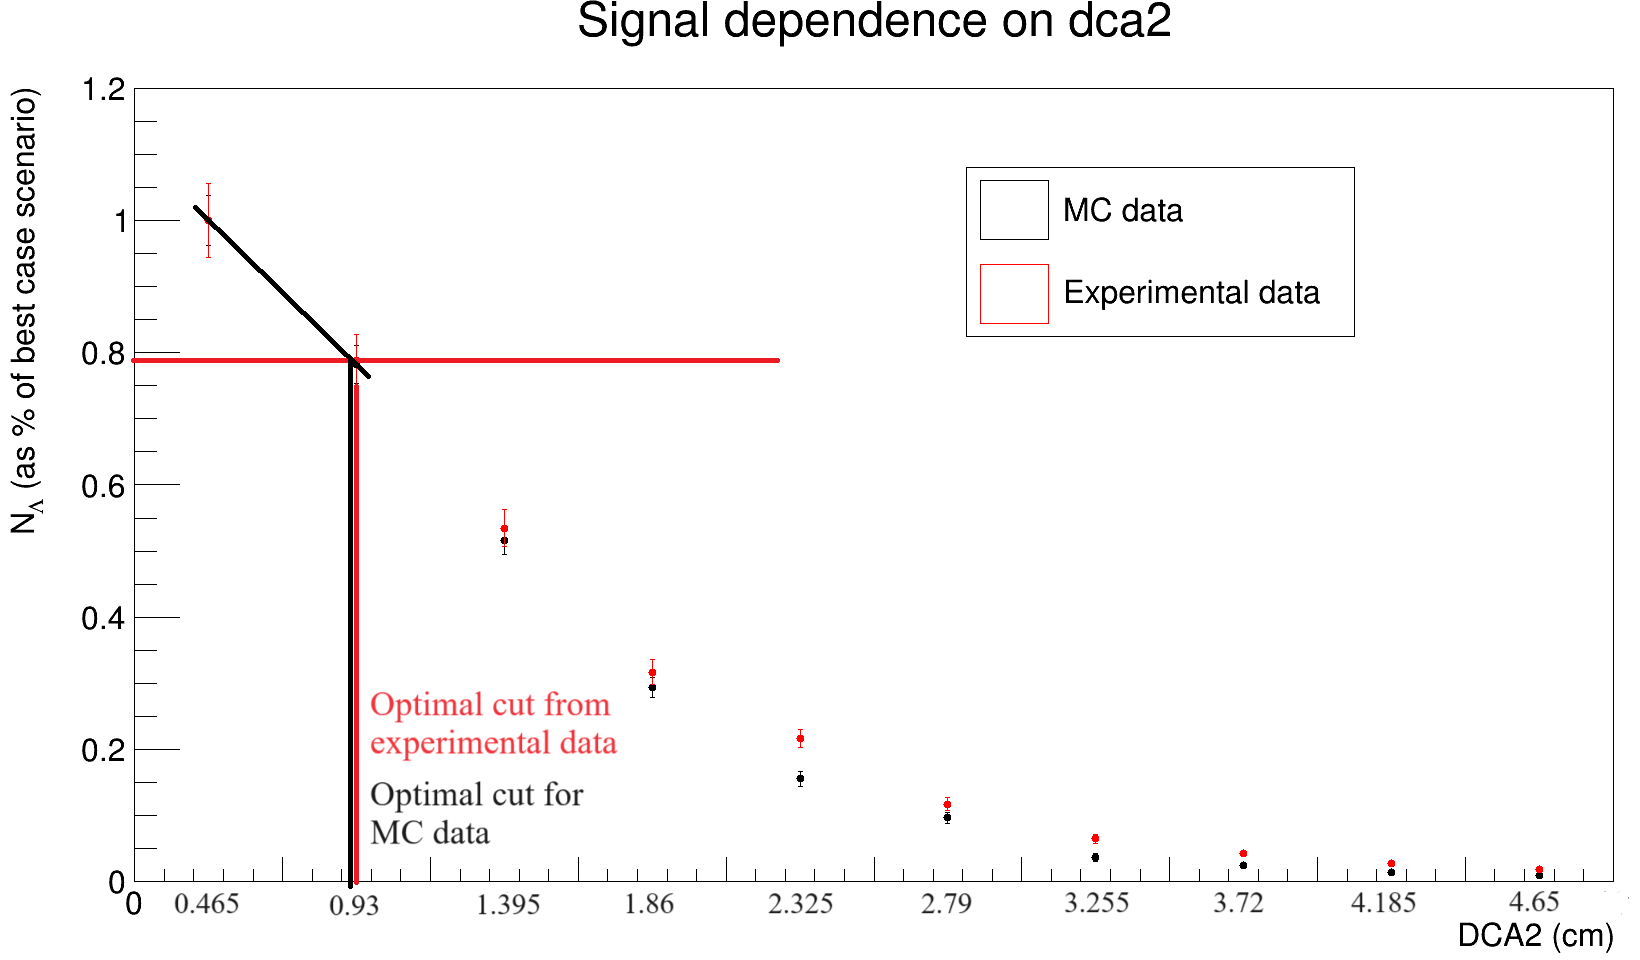 Signal dependence on dca2
N_Λ (as % of best case scenario)
1.2
1
0.8
0.6
0.4
0.2
0
MC data
Experimental data
Optimal cut from
experimental data
Optimal cut for
MC data
0 0.465 0.93 1.395 1.86 2.325 2.79 3.255 3.72 4.185 4.65
DCA2 (cm)